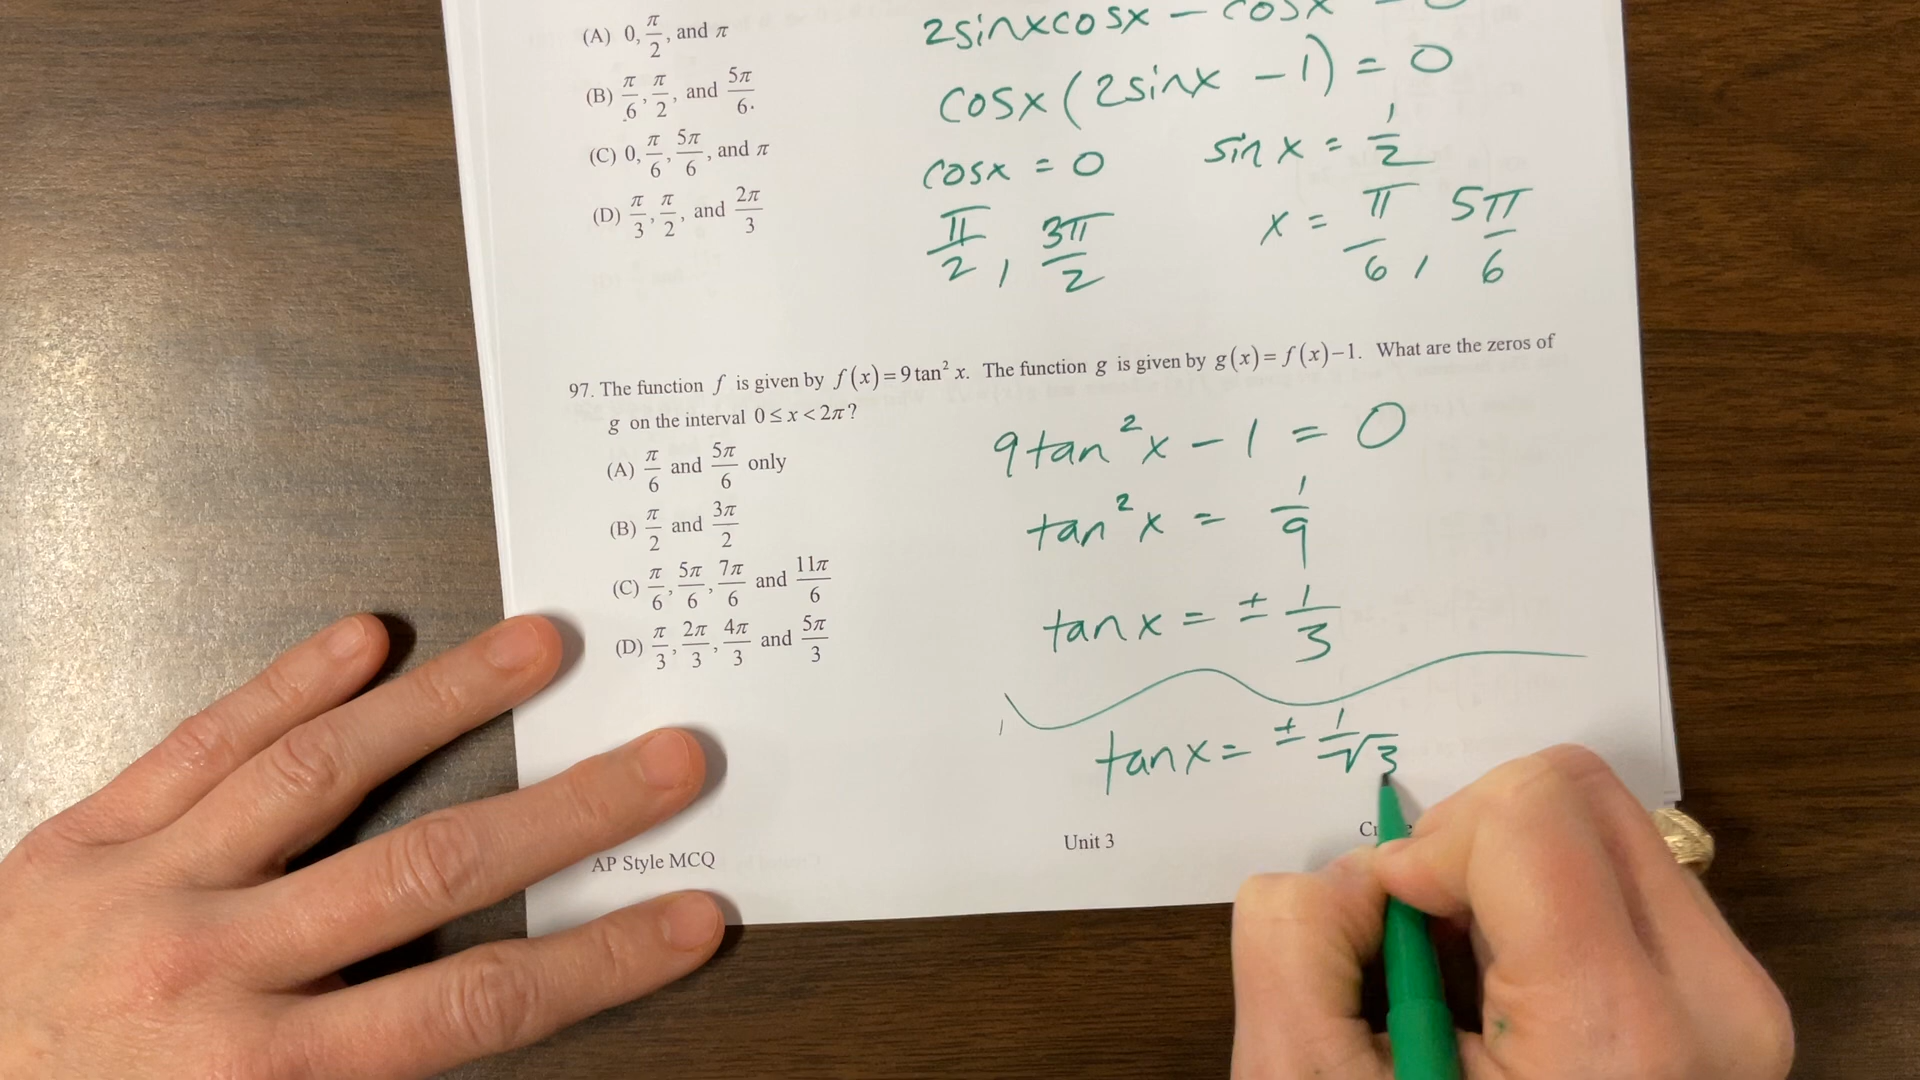 (A) 0, π/2, and π
2sinxcosx − cosx
(B) π/6, π/2, and 5π/6.
cosx(2sinx − 1) = 0
(C) 0, π/6, 5π/6, and π
cosx = 0 sin x = 1/2
(D) π/3, π/2, and 2π/3
π/2, 3π/2 x = π/6, 5π/6
97. The function f is given by f(x) = 9 tan² x. The function g is given by g(x) = f(x) − 1. What are the zeros of
g on the interval 0 ≤ x < 2π?
(A) π/6 and 5π/6 only
(B) π/2 and 3π/2
(C) π/6, 5π/6, 7π/6 and 11π/6
(D) π/3, 2π/3, 4π/3 and 5π/3
9tan²x − 1 = 0
tan²x = 1/9
tanx = ± 1/3
tanx = ± 1/√3
AP Style MCQ Unit 3